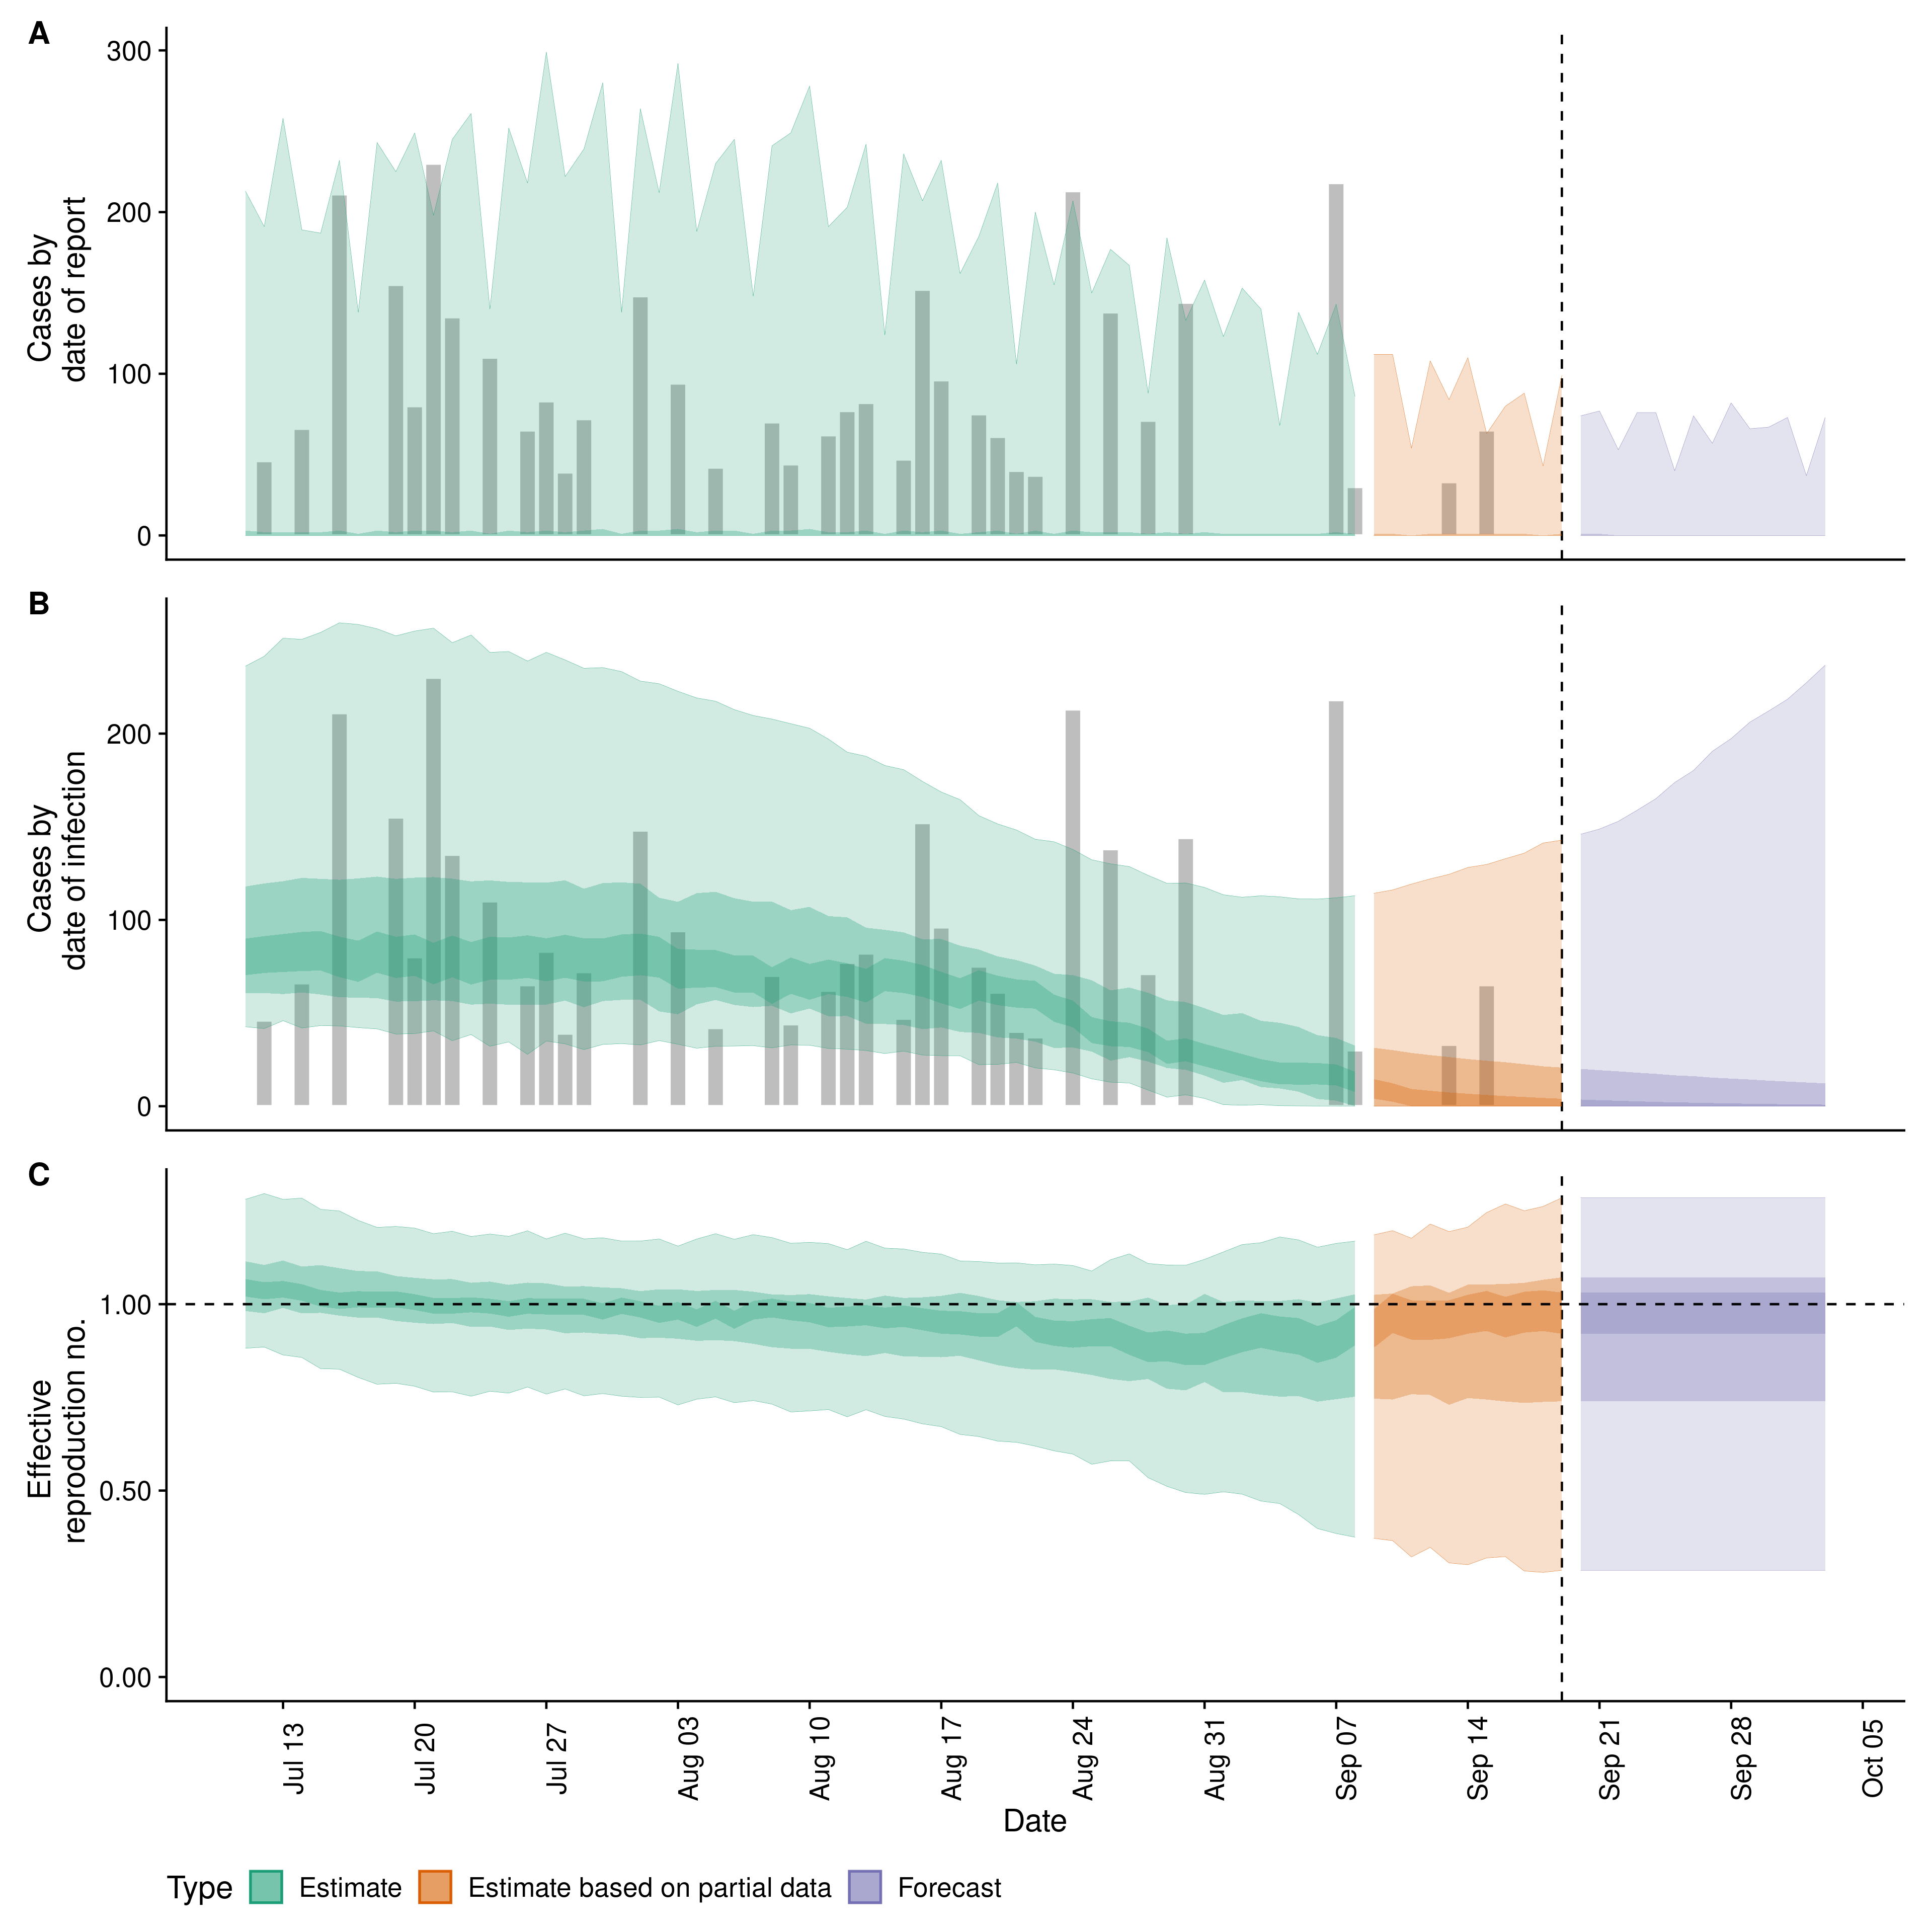 A
Cases by
date of report
300
200
100
0
B
Cases by
date of infection
200
100
0
C
Effective
reproduction no.
1.00
0.50
0.00
Jul 13
Jul 20
Jul 27
Aug 03
Aug 10
Aug 17
Aug 24
Aug 31
Sep 07
Sep 14
Sep 21
Sep 28
Oct 05
Date
Type Estimate Estimate based on partial data Forecast